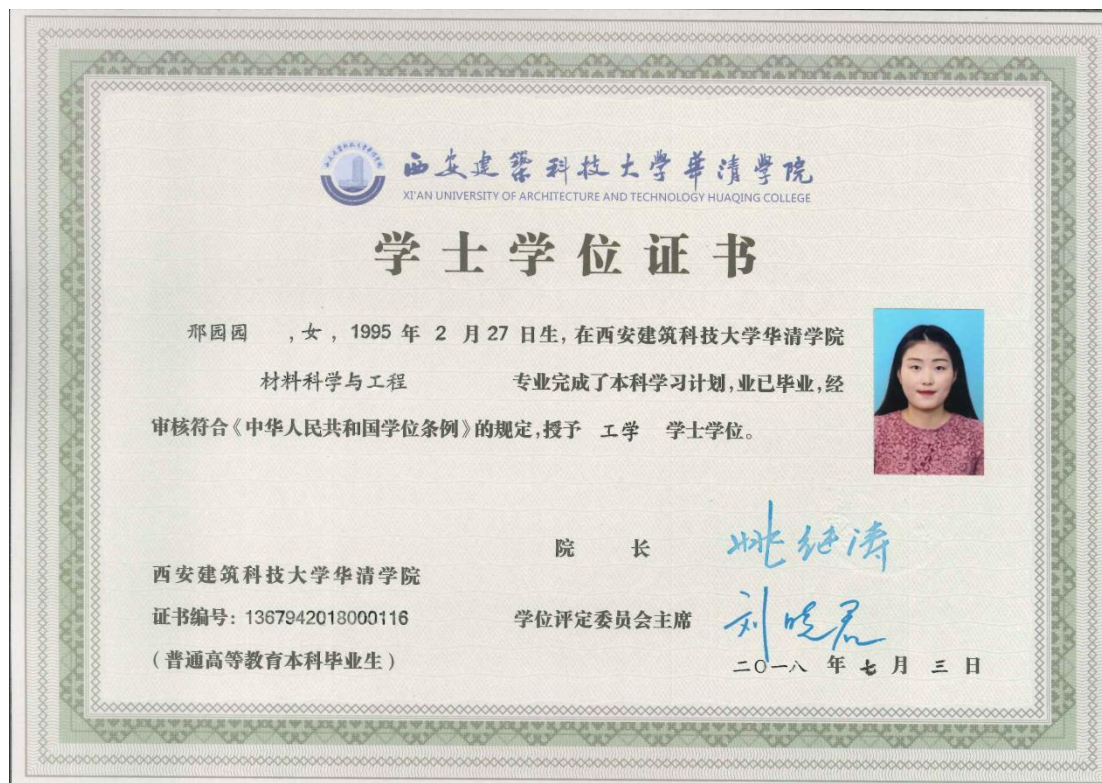 西安建築科技大学華清学院
XI'AN UNIVERSITY OF ARCHITECTURE AND TECHNOLOGY HUAQING COLLEGE
学士学位证书
邢园园 ,女, 1995 年 2 月 27 日生, 在西安建筑科技大学华清学院
材料科学与工程 专业完成了本科学习计划,业已毕业,经
审核符合《中华人民共和国学位条例》的规定,授予 工学 学士学位。
院 长 姚继涛
西安建筑科技大学华清学院
证书编号: 1367942018000116 学位评定委员会主席 刘晓君
(普通高等教育本科毕业生)
二〇一八 年 七 月 三 日